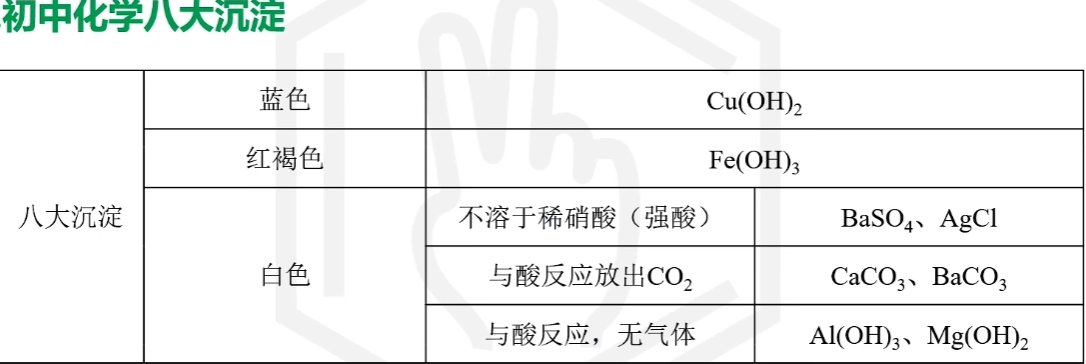 初中化学八大沉淀
八大沉淀
蓝色
Cu(OH)₂
红褐色
Fe(OH)₃
白色
不溶于稀硝酸（强酸）
BaSO₄、AgCl
与酸反应放出CO₂
CaCO₃、BaCO₃
与酸反应，无气体
Al(OH)₃、Mg(OH)₂